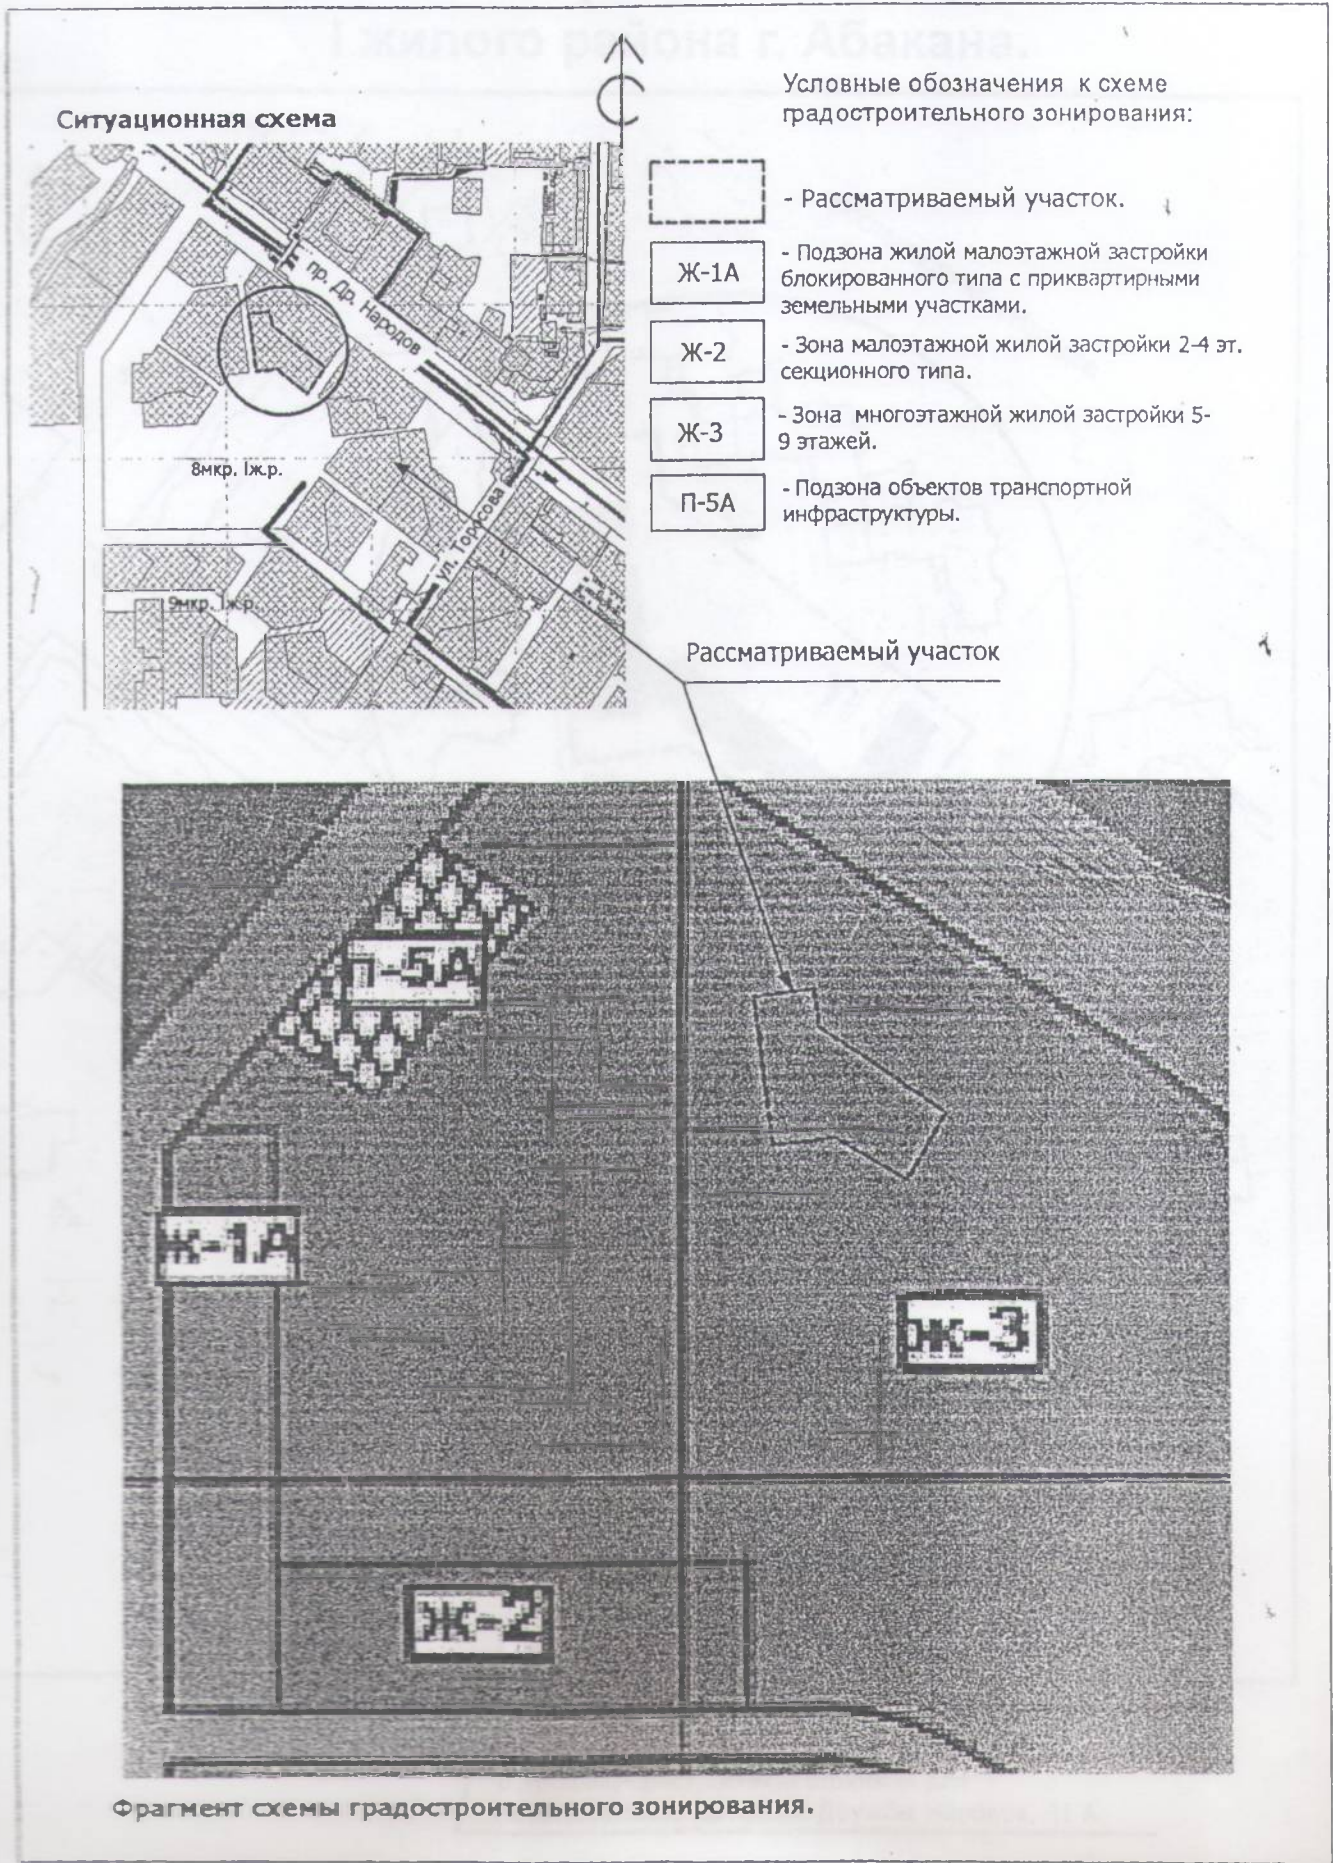 I жилого района г. Абакана.
С
Ситуационная схема
пр. Др. Народов
8мкр. Iж.р.
ул. Торосова
9мкр. Iж.р.
Условные обозначения к схеме
градостроительного зонирования:
- Рассматриваемый участок.
Ж-1А
- Подзона жилой малоэтажной застройки
блокированного типа с приквартирными
земельными участками.
Ж-2
- Зона малоэтажной жилой застройки 2-4 эт.
секционного типа.
Ж-3
- Зона многоэтажной жилой застройки 5-
9 этажей.
П-5А
- Подзона объектов транспортной
инфраструктуры.
Рассматриваемый участок
П-5А
Ж-1А
Ж-3
Ж-2
Фрагмент схемы градостроительного зонирования.